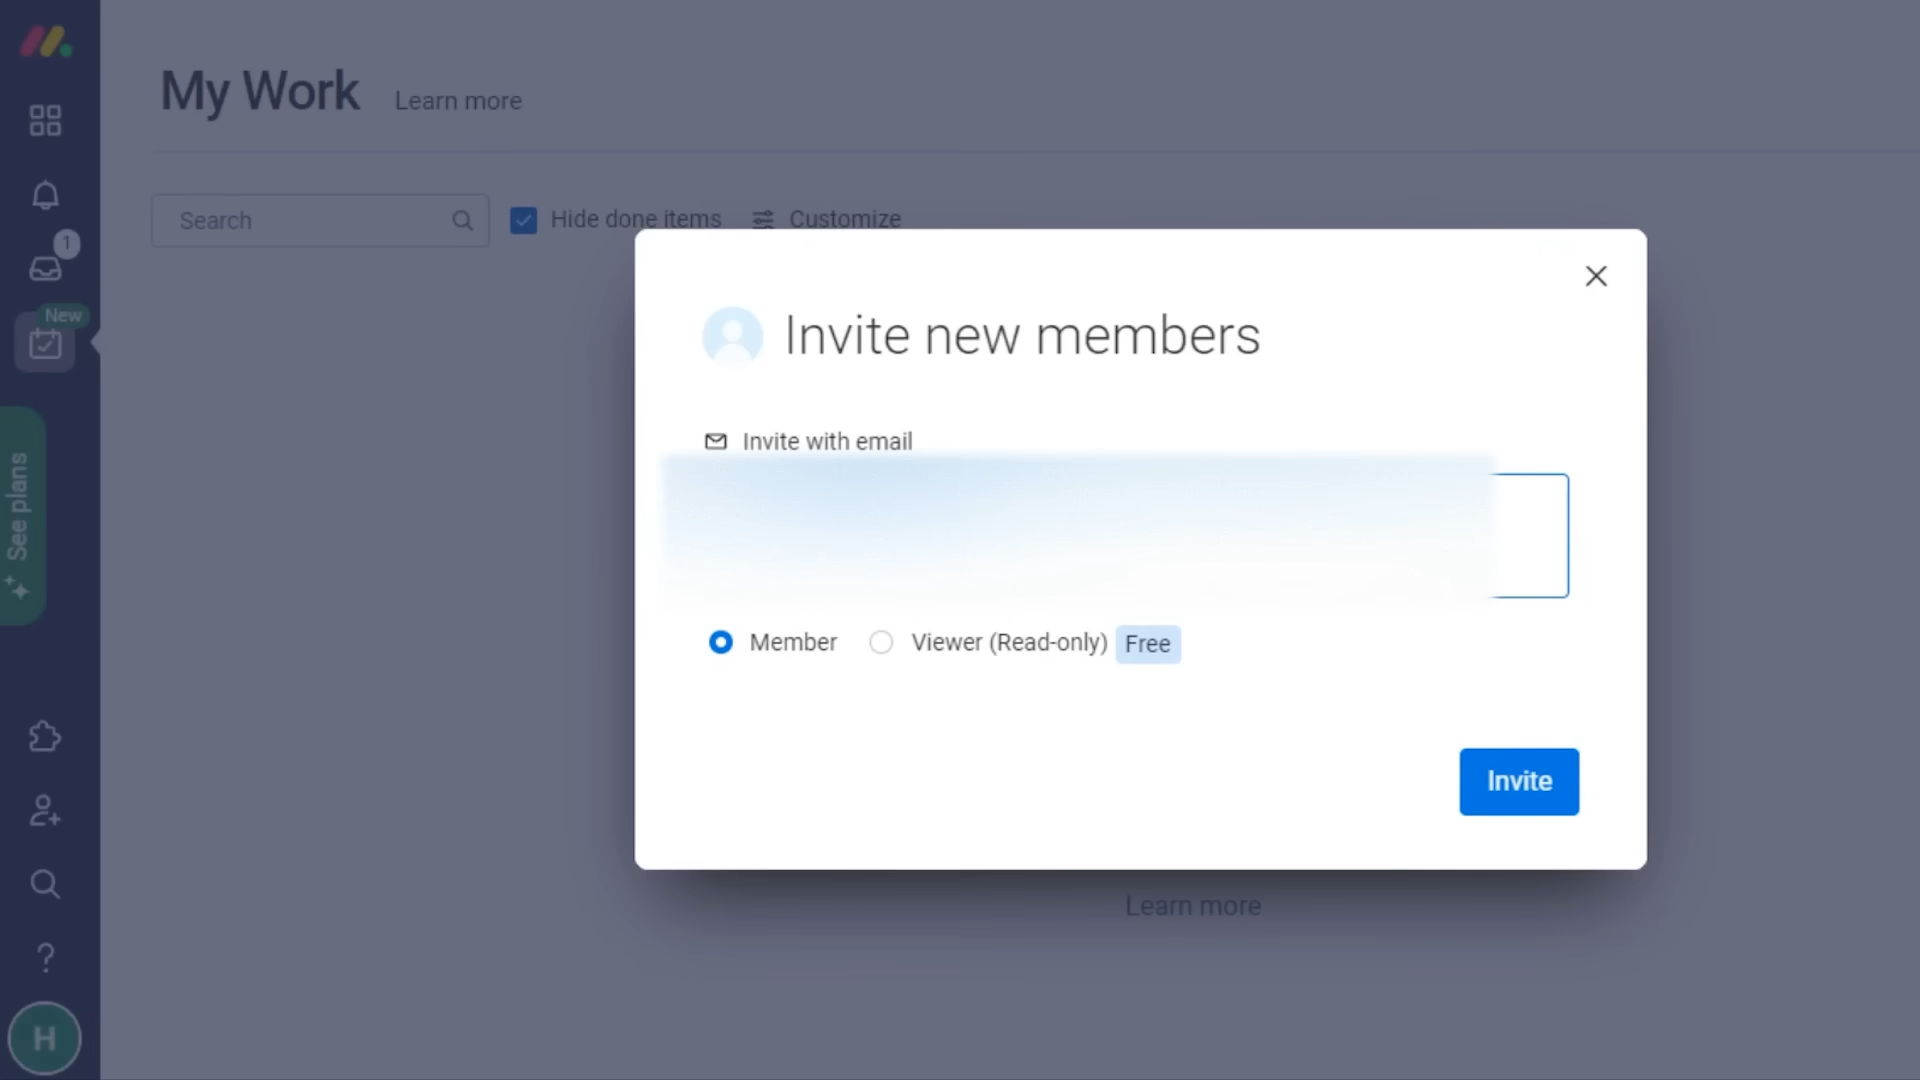 My Work Learn more
Search
Hide done items
Customize
1
New
See plans
Invite new members
Invite with email
Member
Viewer (Read-only) Free
Invite
Learn more
?
H